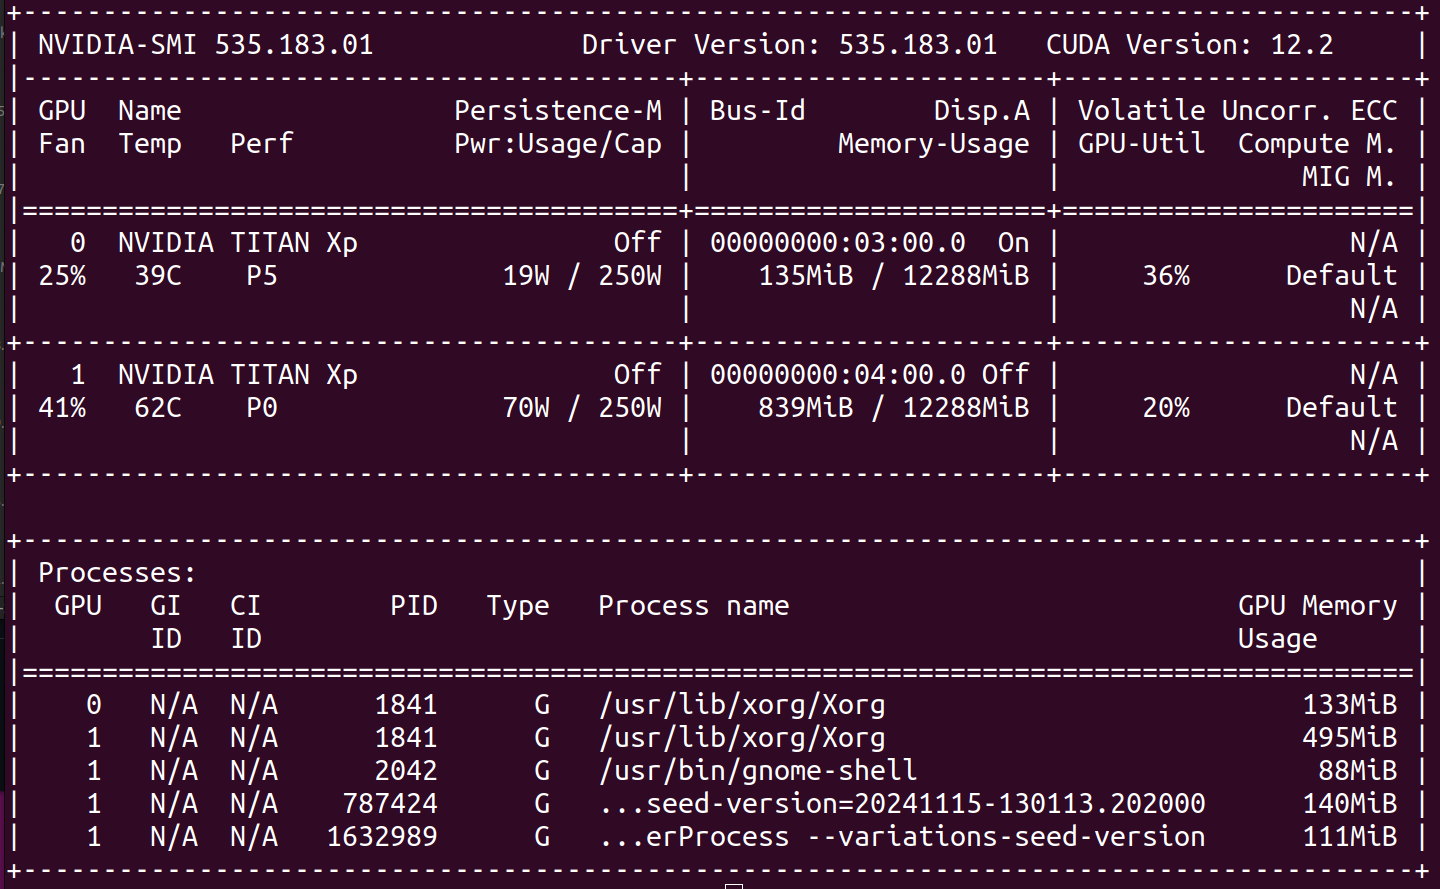 +---------------------------------------------------------------------------------------+
| NVIDIA-SMI 535.183.01             Driver Version: 535.183.01   CUDA Version: 12.2     |
|-----------------------------------------+----------------------+----------------------+
| GPU  Name                 Persistence-M | Bus-Id        Disp.A | Volatile Uncorr. ECC |
| Fan  Temp   Perf          Pwr:Usage/Cap |         Memory-Usage | GPU-Util  Compute M. |
|                                         |                      |               MIG M. |
|=========================================+======================+======================|
|   0  NVIDIA TITAN Xp                Off | 00000000:03:00.0  On |                  N/A |
| 25%   39C    P5              19W / 250W |    135MiB / 12288MiB |     36%      Default |
|                                         |                      |                  N/A |
+-----------------------------------------+----------------------+----------------------+
|   1  NVIDIA TITAN Xp                Off | 00000000:04:00.0 Off |                  N/A |
| 41%   62C    P0              70W / 250W |    839MiB / 12288MiB |     20%      Default |
|                                         |                      |                  N/A |
+-----------------------------------------+----------------------+----------------------+

+---------------------------------------------------------------------------------------+
| Processes:                                                                            |
|  GPU   GI   CI        PID   Type   Process name                            GPU Memory |
|        ID   ID                                                             Usage      |
|=======================================================================================|
|    0   N/A  N/A      1841      G   /usr/lib/xorg/Xorg                          133MiB |
|    1   N/A  N/A      1841      G   /usr/lib/xorg/Xorg                          495MiB |
|    1   N/A  N/A      2042      G   /usr/bin/gnome-shell                         88MiB |
|    1   N/A  N/A    787424      G   ...seed-version=20241115-130113.202000      140MiB |
|    1   N/A  N/A   1632989      G   ...erProcess --variations-seed-version      111MiB |
+---------------------------------------------------------------------------------------+